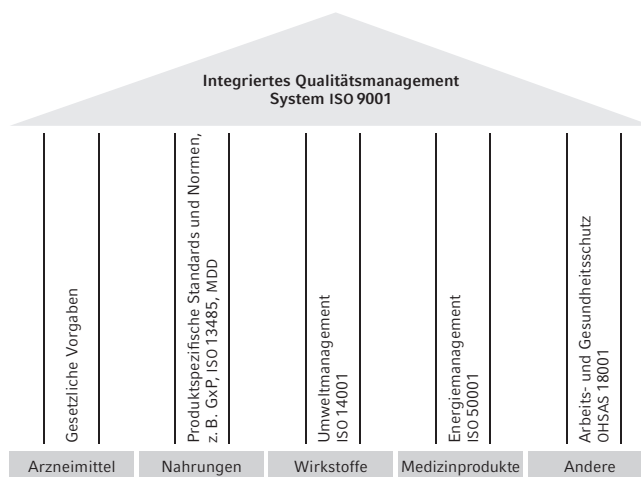 Integriertes Qualitätsmanagement
System ISO 9001
Gesetzliche Vorgaben
Produktspezifische Standards und Normen,
z. B. GxP, ISO 13485, MDD
Umweltmanagement
ISO 14001
Energiemanagement
ISO 50001
Arbeits- und Gesundheitsschutz
OHSAS 18001
Arzneimittel
Nahrungen
Wirkstoffe
Medizinprodukte
Andere